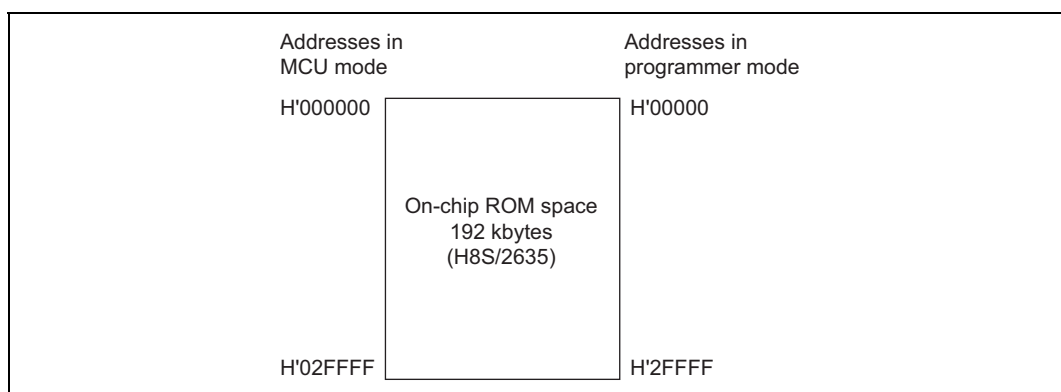 Addresses in
MCU mode
Addresses in
programmer mode
H'000000
H'00000
On-chip ROM space
192 kbytes
(H8S/2635)
H'02FFFF
H'2FFFF